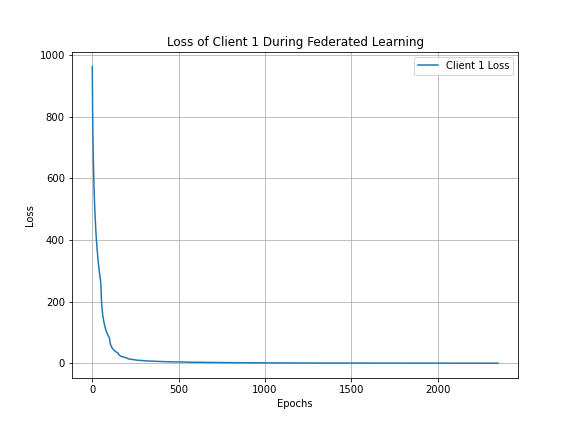 Loss of Client 1 During Federated Learning
1000
800
600
400
200
0
Loss
Client 1 Loss
0 500 1000 1500 2000
Epochs